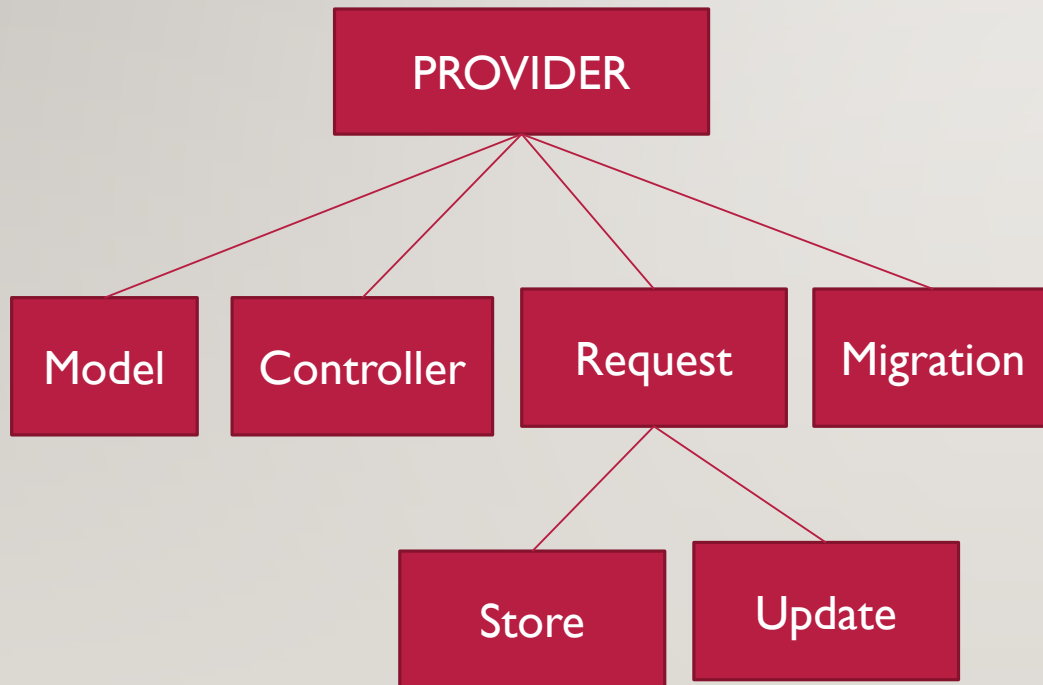 PROVIDER
Model
Controller
Request
Migration
Store
Update